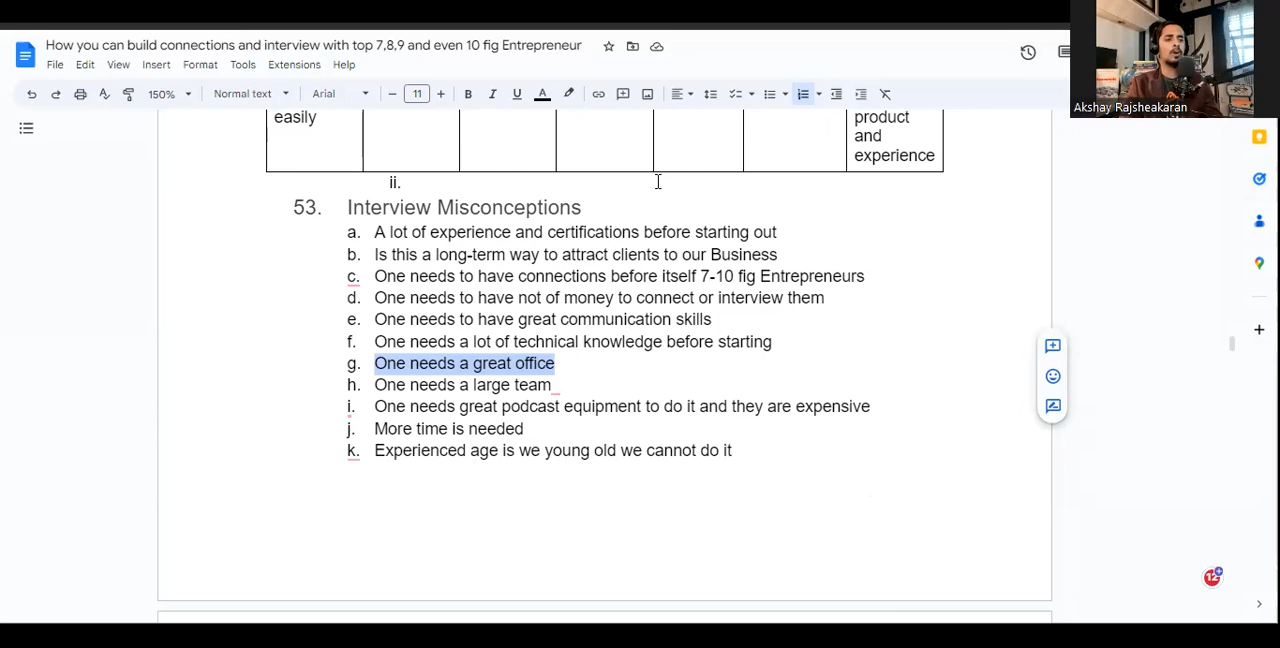 How you can build connections and interview with top 7,8,9 and even 10 fig Entrepreneur
File Edit View Insert Format Tools Extensions Help
150% Normal text Arial 11
Akshay Rajsheakaran
easily
product
and
experience
ii.
53. Interview Misconceptions
a. A lot of experience and certifications before starting out
b. Is this a long-term way to attract clients to our Business
c. One needs to have connections before itself 7-10 fig Entrepreneurs
d. One needs to have not of money to connect or interview them
e. One needs to have great communication skills
f. One needs a lot of technical knowledge before starting
g. One needs a great office
h. One needs a large team
i. One needs great podcast equipment to do it and they are expensive
j. More time is needed
k. Experienced age is we young old we cannot do it
12